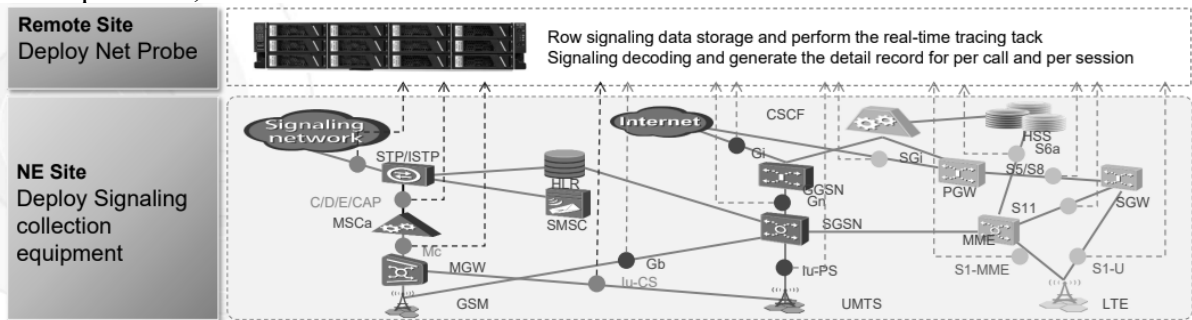 Remote Site
Deploy Net Probe
Row signaling data storage and perform the real-time tracing tack
Signaling decoding and generate the detail record for per call and per session
NE Site
Deploy Signaling
collection
equipment
Signaling
network
Internet
CSCF
HSS
S6a
STP/ISTP
Gi
SGi
S5/S8
HLR
GGSN
PGW
SGW
C/D/E/CAP
Gn
S11
MSCa
SMSC
SGSN
MME
Mc
MGW
Gb
Iu-PS
S1-MME
S1-U
Iu-CS
GSM
UMTS
LTE